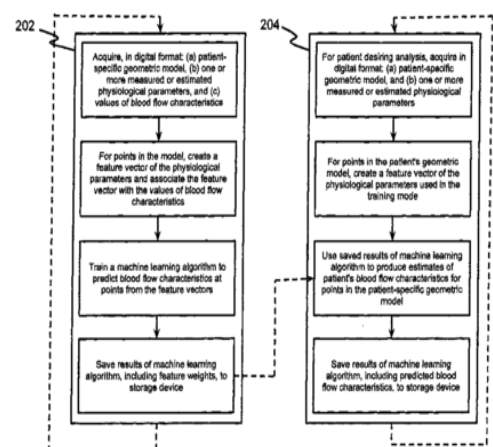 202
Acquire, in digital format: (a) patient-
specific geometric model, (b) one
or more measured or estimated
physiological parameters, and (c)
values of blood flow characteristics
For points in the model, create a
feature vector of the physiological
parameters and associate the feature
vector with the values of blood flow
characteristics
Train a machine learning algorithm to
predict blood flow characteristics at
points from the feature vectors
Save results of machine learning
algorithm, including feature weights, to
storage device
204
For patient desiring analysis, acquire in
digital format: (a) patient-specific
geometric model, and (b) one or more
measured or estimated physiological
parameters
For points in the patient's geometric
model, create a feature vector of the
physiological parameters used in the
training mode
Use saved results of machine learning
algorithm to produce estimates of
patient's blood flow characteristics for
points in the patient-specific geometric
model
Save results of machine learning
algorithm, including predicted blood
flow characteristics, to storage device